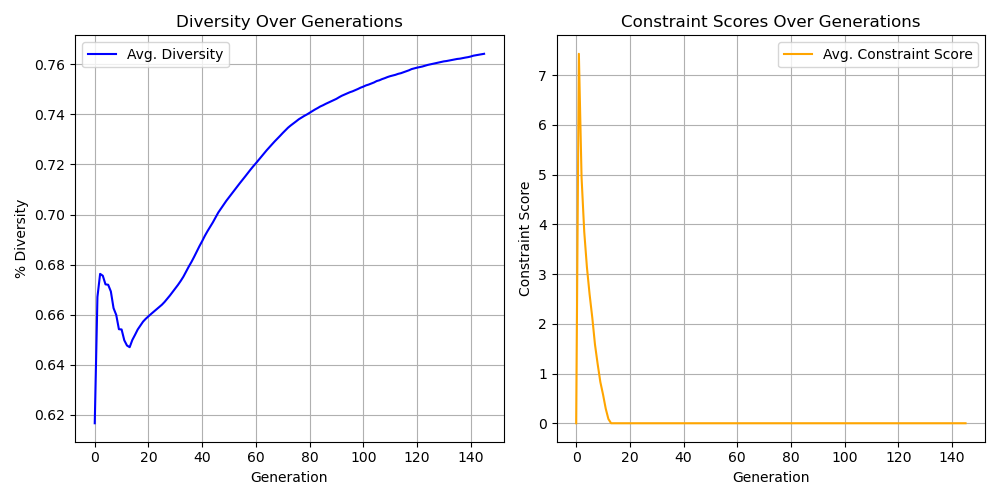 Diversity Over Generations
Avg. Diversity
% Diversity
0.76
0.74
0.72
0.70
0.68
0.66
0.64
0.62
0 20 40 60 80 100 120 140
Generation
Constraint Scores Over Generations
Avg. Constraint Score
Constraint Score
7
6
5
4
3
2
1
0
0 20 40 60 80 100 120 140
Generation